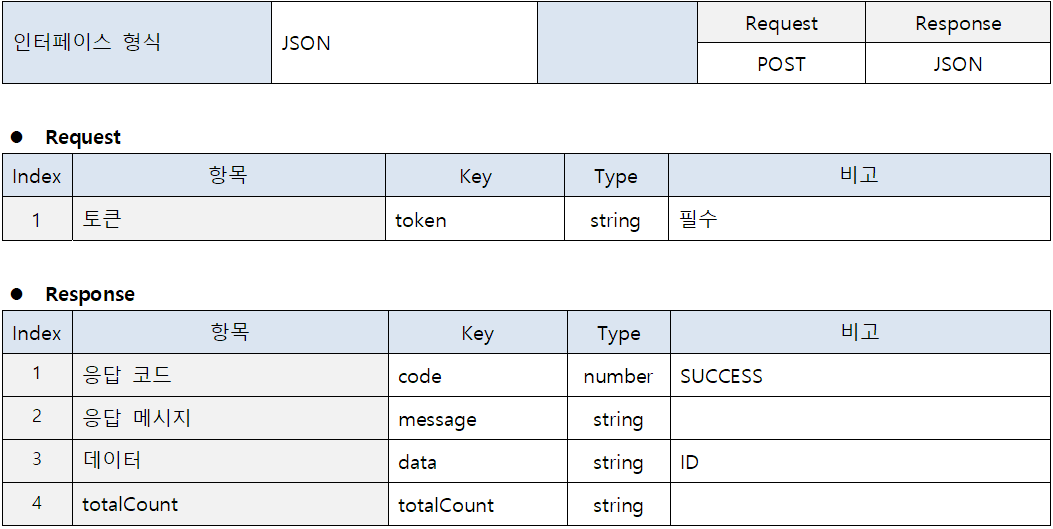 인터페이스 형식 JSON Request Response
POST JSON
● Request
Index 항목 Key Type 비고
1 토큰 token string 필수
● Response
Index 항목 Key Type 비고
1 응답 코드 code number SUCCESS
2 응답 메시지 message string
3 데이터 data string ID
4 totalCount totalCount string